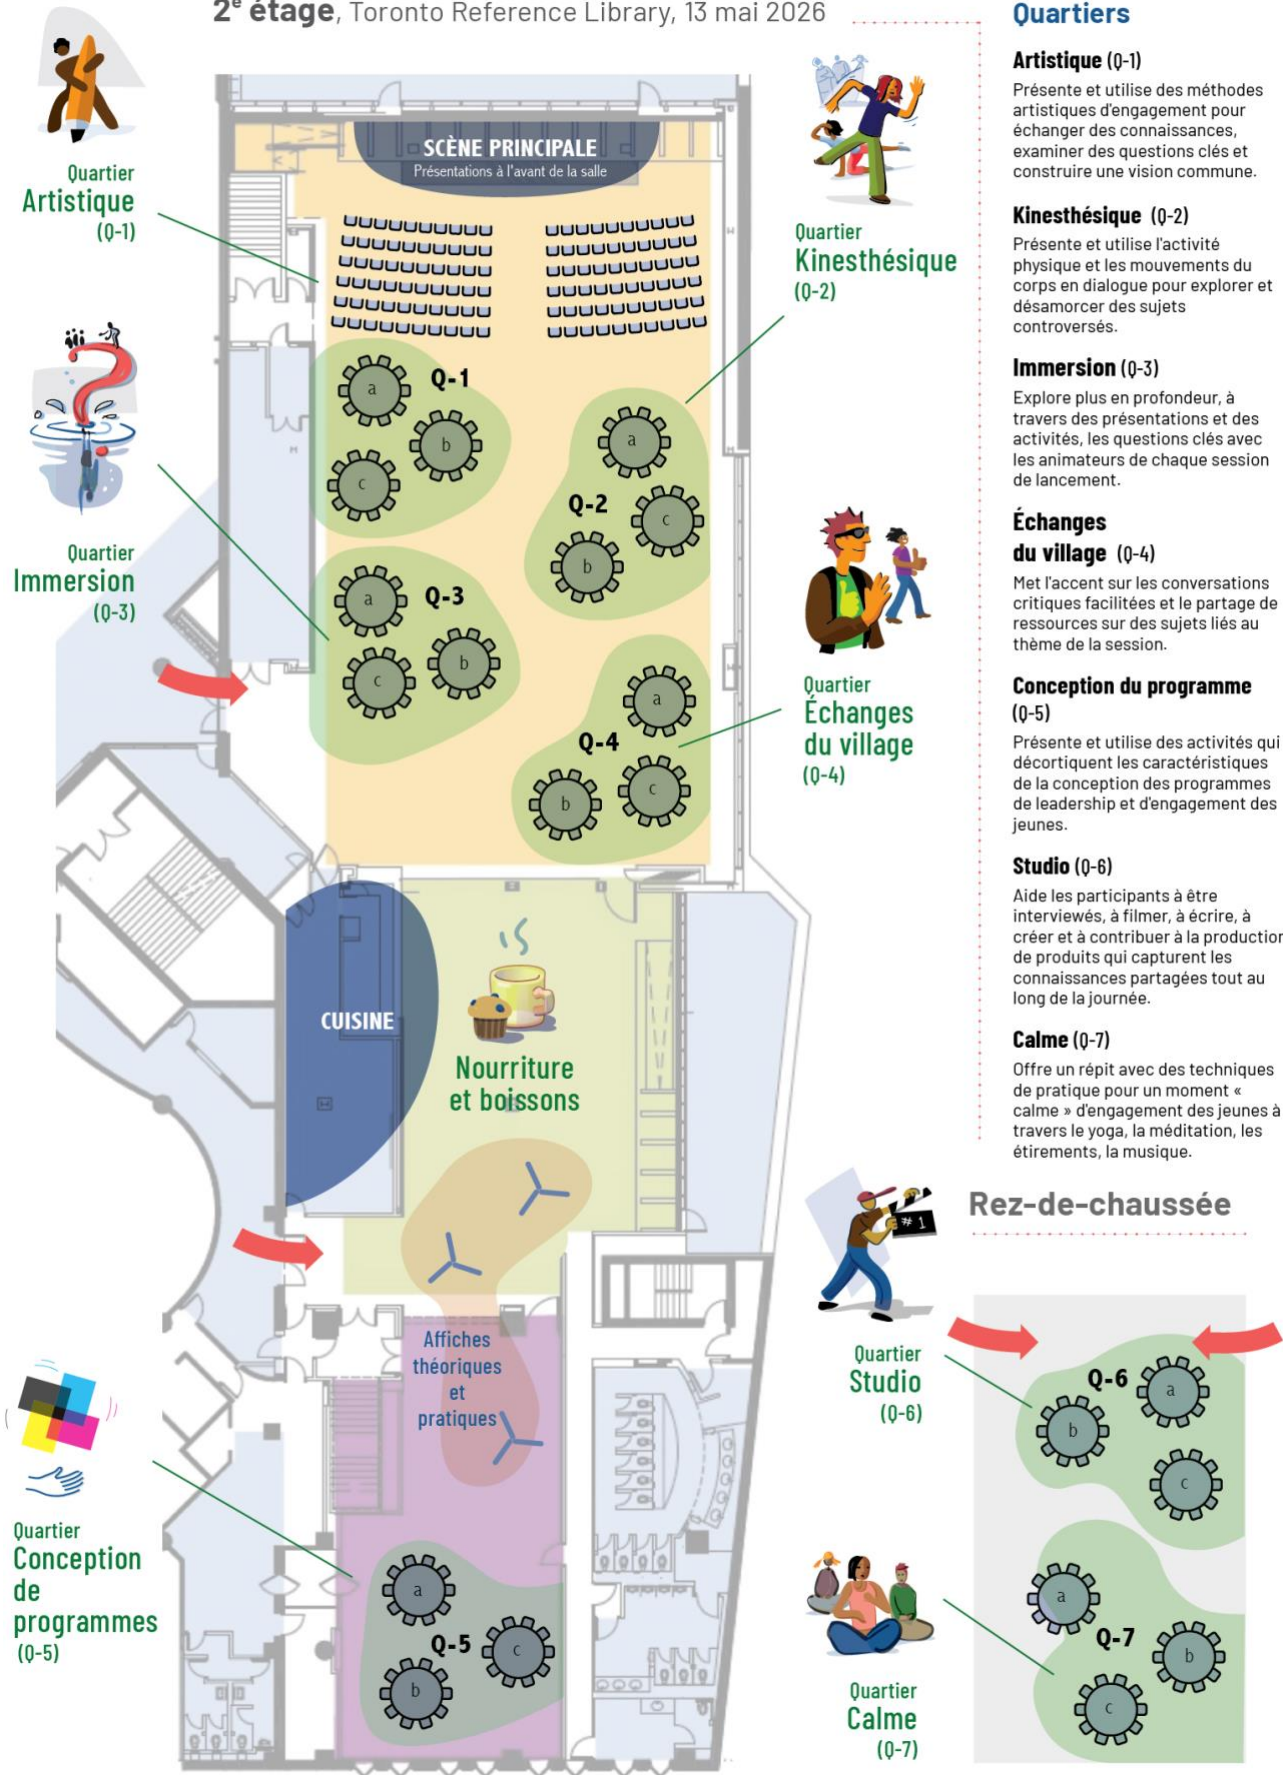 2e étage, Toronto Reference Library, 13 mai 2026
Quartier
Artistique
(Q-1)
SCÈNE PRINCIPALE
Présentations à l'avant de la salle
Quartier
Kinesthésique
(Q-2)
a
Q-1
b
c
a
Q-2
c
b
Quartier
Immersion
(Q-3)
a
Q-3
b
c
a
Q-4
c
b
Quartier
Échanges
du village
(Q-4)
CUISINE
Nourriture
et boissons
Affiches
théoriques
et
pratiques
Quartier
Conception
de
programmes
(Q-5)
a
Q-5
c
b
Quartiers
Artistique (Q-1)
Présente et utilise des méthodes
artistiques d'engagement pour
échanger des connaissances,
examiner des questions clés et
construire une vision commune.
Kinesthésique (Q-2)
Présente et utilise l'activité
physique et les mouvements du
corps en dialogue pour explorer et
désamorcer des sujets
controversés.
Immersion (Q-3)
Explore plus en profondeur, à
travers des présentations et des
activités, les questions clés avec
les animateurs de chaque session
de lancement.
Échanges
du village (Q-4)
Met l'accent sur les conversations
critiques facilitées et le partage de
ressources sur des sujets liés au
thème de la session.
Conception du programme
(Q-5)
Présente et utilise des activités qui
décortiquent les caractéristiques
de la conception des programmes
de leadership et d'engagement des
jeunes.
Studio (Q-6)
Aide les participants à être
interviewés, à filmer, à écrire, à
créer et à contribuer à la production
de produits qui capturent les
connaissances partagées tout au
long de la journée.
Calme (Q-7)
Offre un répit avec des techniques
de pratique pour un moment «
calme » d'engagement des jeunes à
travers le yoga, la méditation, les
étirements, la musique.
Rez-de-chaussée
# 1
Quartier
Studio
(Q-6)
Q-6
a
b
c
a
Q-7
b
c
Quartier
Calme
(Q-7)